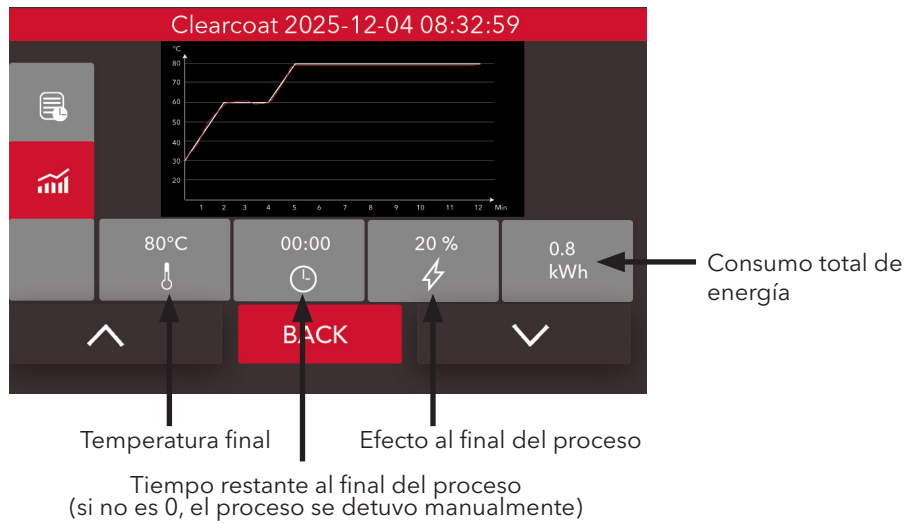 Clearcoat 2025-12-04 08:32:59
°C
80
70
60
50
40
30
20
1 2 3 4 5 6 7 8 9 10 11 12 Min
80°C 00:00 20 % 0.8
kWh
BACK
Consumo total de
energía
Temperatura final Efecto al final del proceso
Tiempo restante al final del proceso
(si no es 0, el proceso se detuvo manualmente)